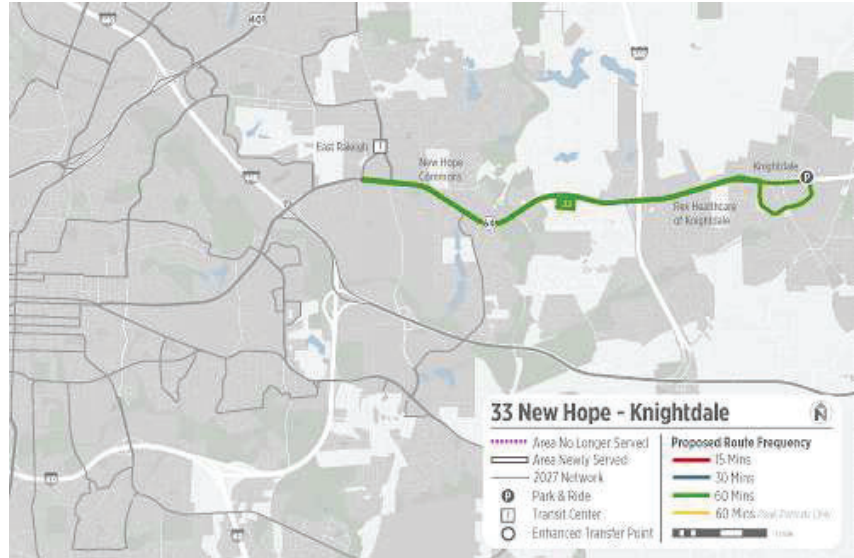 401
East Raleigh
T
New Hope
Commons
Knightdale
P
64
33
Rex Healthcare
of Knightdale
33 New Hope - Knightdale
N
Area No Longer Served
Area Newly Served
2027 Network
P Park & Ride
T Transit Center
Enhanced Transfer Point
Proposed Route Frequency
15 Mins
30 Mins
60 Mins
60 Mins